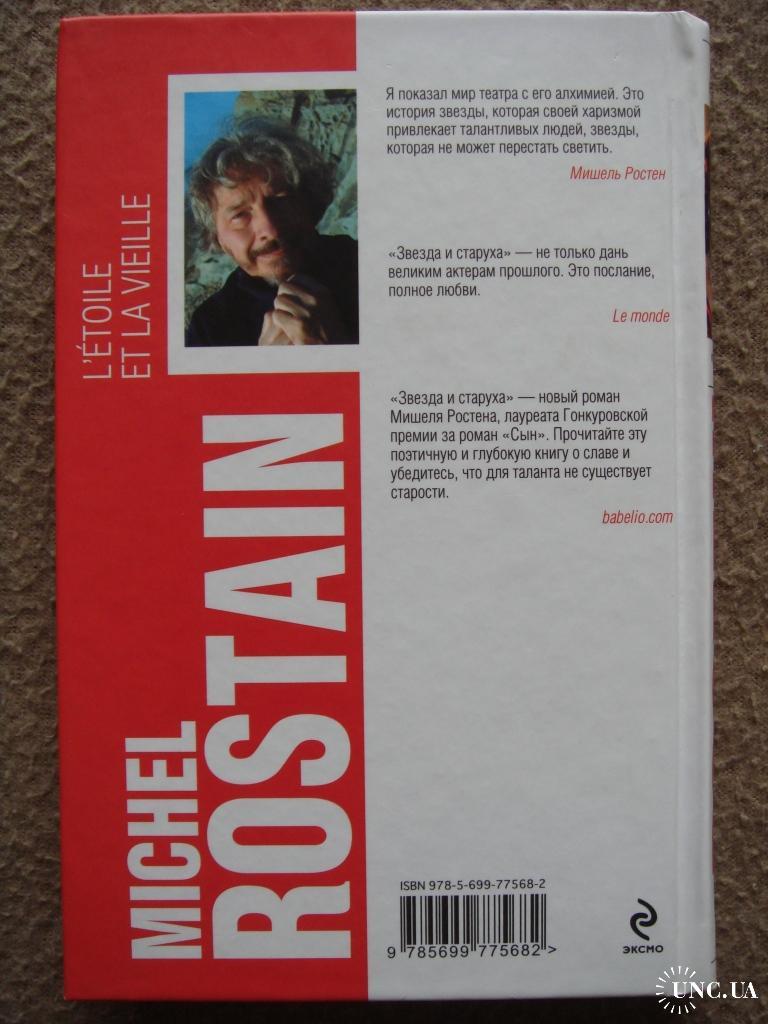 L'ÉTOILE
ET LA VIEILLE
MICHEL
ROSTAIN
Я показал мир театра с его алхимией. Это
история звезды, которая своей харизмой
привлекает талантливых людей, звезды,
которая не может перестать светить.
Мишель Ростен
«Звезда и старуха» — не только дань
великим актерам прошлого. Это послание,
полное любви.
Le monde
«Звезда и старуха» — новый роман
Мишеля Ростена, лауреата Гонкуровской
премии за роман «Сын». Прочитайте эту
поэтичную и глубокую книгу о славе и
убедитесь, что для таланта не существует
старости.
babelio.com
ISBN 978-5-699-77568-2
9 785699 775682 >
ЭКСМО
UNC.UA